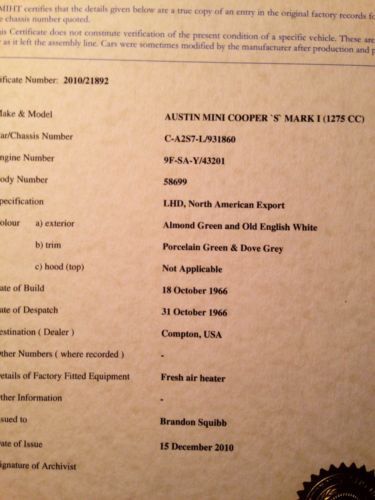 MIHT certifies that the details given below are a true copy of an entry in the original factory records fo
e chassis number quoted.
is Certificate does not constitute verification of the present condition of a specific vehicle. These are
as it left the assembly line. Cars were sometimes modified by the manufacturer after production and p
ificate Number: 2010/21892
ake & Model AUSTIN MINI COOPER `S` MARK I (1275 CC)
ar/Chassis Number C-A2S7-L/931860
ngine Number 9F-SA-Y/43201
ody Number 58699
pecification LHD, North American Export
olour a) exterior Almond Green and Old English White
b) trim Porcelain Green & Dove Grey
c) hood (top) Not Applicable
ate of Build 18 October 1966
ate of Despatch 31 October 1966
estination ( Dealer ) Compton, USA
ther Numbers ( where recorded ) -
etails of Factory Fitted Equipment Fresh air heater
ther Information -
sued to Brandon Squibb
ate of Issue 15 December 2010
ignature of Archivist